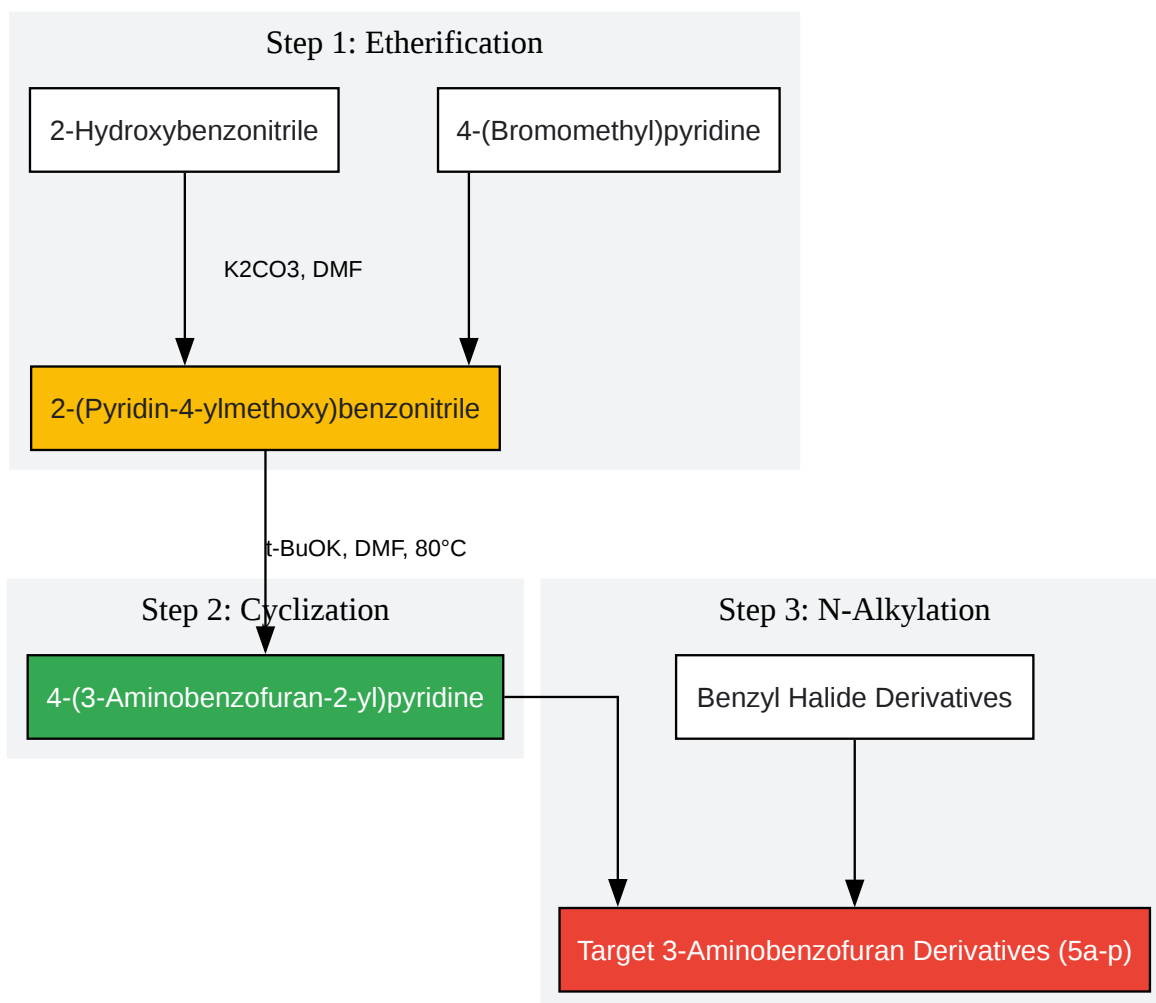 Step 1: Etherification
2-Hydroxybenzonitrile
4-(Bromomethyl)pyridine
K2CO3, DMF
2-(Pyridin-4-ylmethoxy)benzonitrile
t-BuOK, DMF, 80°C
Step 2: Cyclization
Step 3: N-Alkylation
4-(3-Aminobenzofuran-2-yl)pyridine
Benzyl Halide Derivatives
Target 3-Aminobenzofuran Derivatives (5a-p)